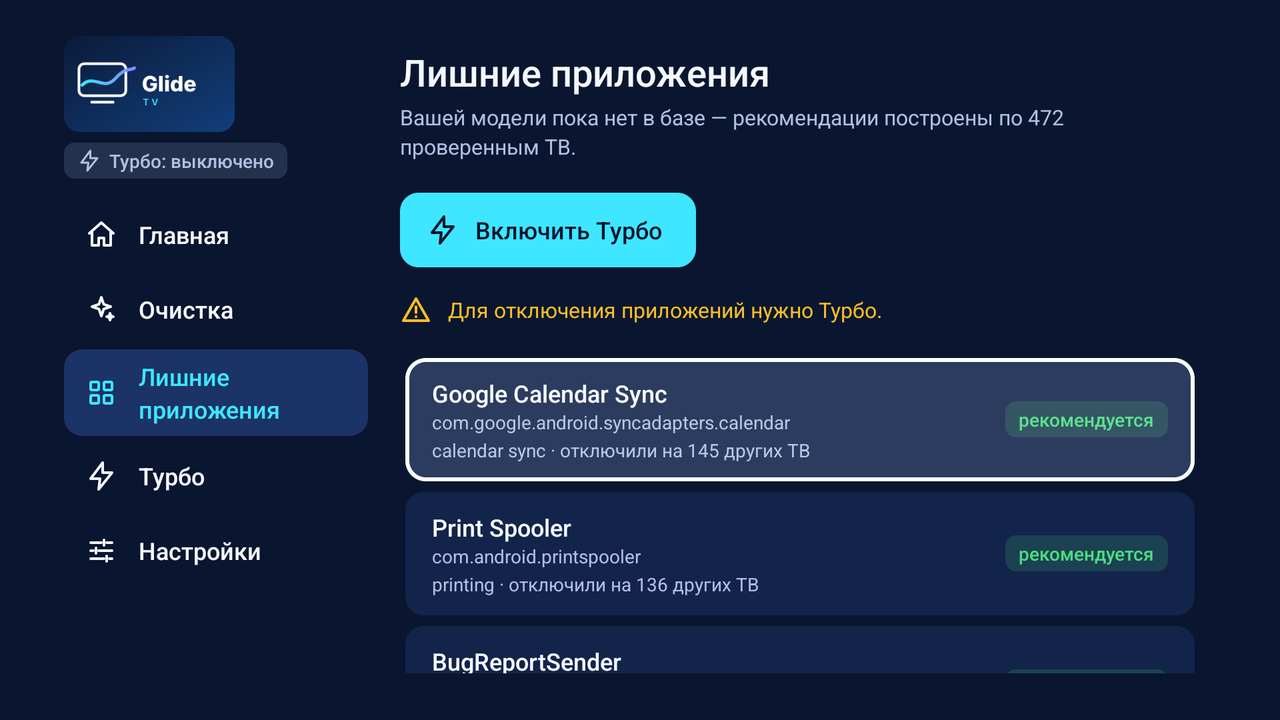 Glide
TV
Турбо: выключено
Главная
Очистка
Лишние
приложения
Турбо
Настройки
Лишние приложения
Вашей модели пока нет в базе — рекомендации построены по 472
проверенным ТВ.
Включить Турбо
Для отключения приложений нужно Турбо.
Google Calendar Sync
com.google.android.syncadapters.calendar
calendar sync · отключили на 145 других ТВ
рекомендуется
Print Spooler
com.android.printspooler
printing · отключили на 136 других ТВ
рекомендуется
BugReportSender